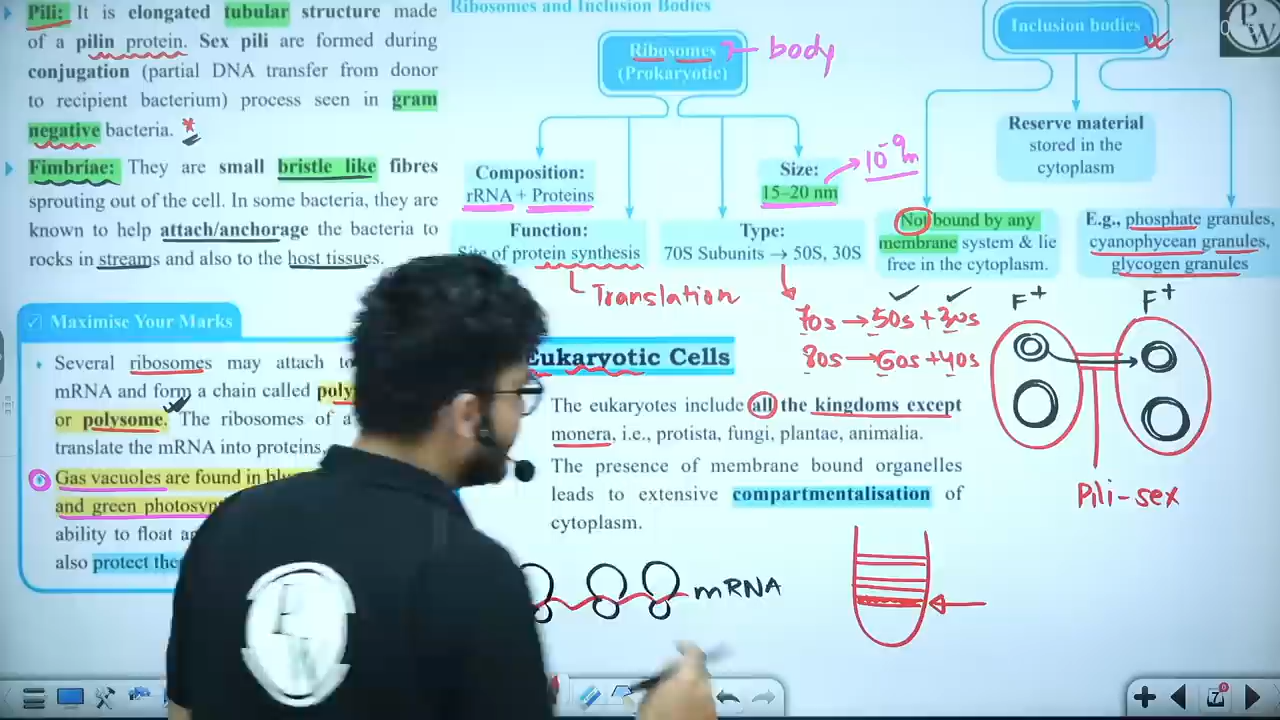 Pili: It is elongated tubular structure made
of a pilin protein. Sex pili are formed during
conjugation (partial DNA transfer from donor
to recipient bacterium) process seen in gram
negative bacteria. *
Fimbriae: They are small bristle like fibres
sprouting out of the cell. In some bacteria, they are
known to help attach/anchorage the bacteria to
rocks in streams and also to the host tissues.
Maximise Your Marks
Several ribosomes may attach to
mRNA and form a chain called
or polysome. The ribosomes of a
translate the mRNA into proteins.
Gas vacuoles are found in
and green
ability to float
also protect
Ribosomes and Inclusion Bodies
Ribosomes
(Prokaryotic)
body
Composition:
rRNA + Proteins
Size:
15–20 nm
10⁻⁹m
Function:
Site of protein synthesis
Translation
Type:
70S Subunits → 50S, 30S
70s → 50s + 30s
80s → 60s + 40s
Inclusion bodies
PW
Reserve material
stored in the
cytoplasm
Not bound by any
membrane system & lie
free in the cytoplasm.
E.g., phosphate granules,
cyanophycean granules,
glycogen granules
F+ F+
Pili-sex
Eukaryotic Cells
The eukaryotes include all the kingdoms except
monera, i.e., protista, fungi, plantae, animalia.
The presence of membrane bound organelles
leads to extensive compartmentalisation of
cytoplasm.
mRNA
7